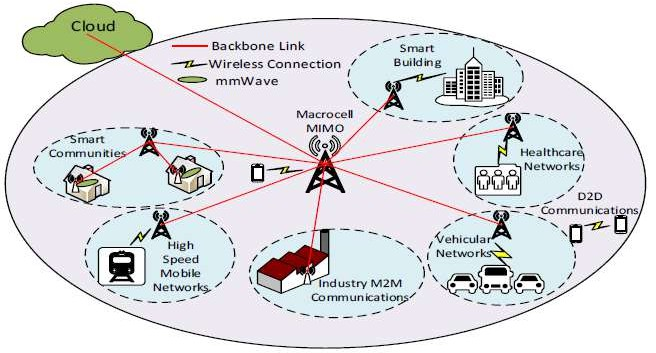 Cloud
Backbone Link
Wireless Connection
mmWave
Smart
Building
Macrocell
MIMO
Smart
Communities
Healthcare
Networks
D2D
Communications
High
Speed
Mobile
Networks
Industry M2M
Communications
Vehicular
Networks